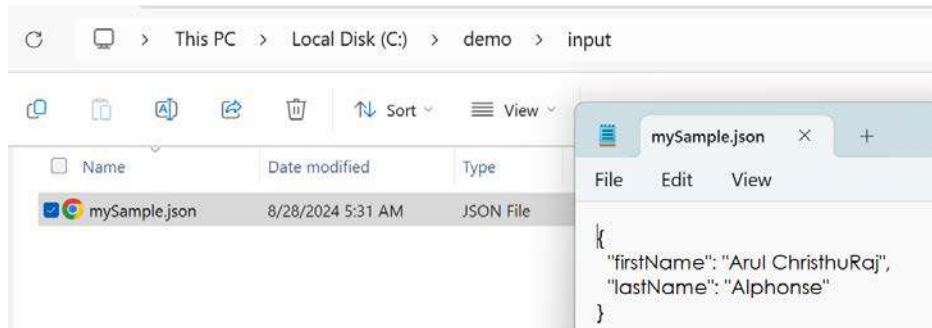 This PC > Local Disk (C:) > demo > input
Sort View
mySample.json
Name Date modified Type
File Edit View
mySample.json 8/28/2024 5:31 AM JSON File
{
"firstName": "Arul ChristhuRaj",
"lastName": "Alphonse"
}